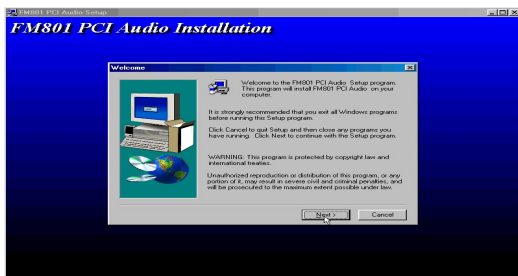 FM801 PCI Audio Setup
FM801 PCI Audio Installation
Welcome
Welcome to the FM801 PCI Audio Setup program.
This program will install FM801 PCI Audio on your
computer.
It is strongly recommended that you exit all Windows programs
before running this Setup program.
Click Cancel to quit Setup and then close any programs you
have running. Click Next to continue with the Setup program.
WARNING: This program is protected by copyright law and
international treaties.
Unauthorized reproduction or distribution of this program, or any
portion of it, may result in severe civil and criminal penalties, and
will be prosecuted to the maximum extent possible under law.
Next >
Cancel